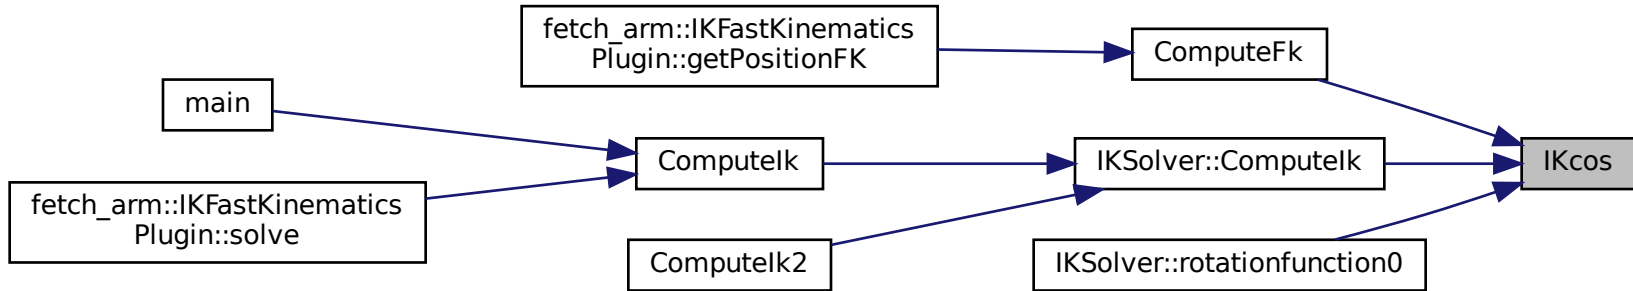 fetch_arm::IKFastKinematics
Plugin::getPositionFK
ComputeFk
main
ComputeIk
IKSolver::ComputeIk
IKcos
fetch_arm::IKFastKinematics
Plugin::solve
ComputeIk2
IKSolver::rotationfunction0